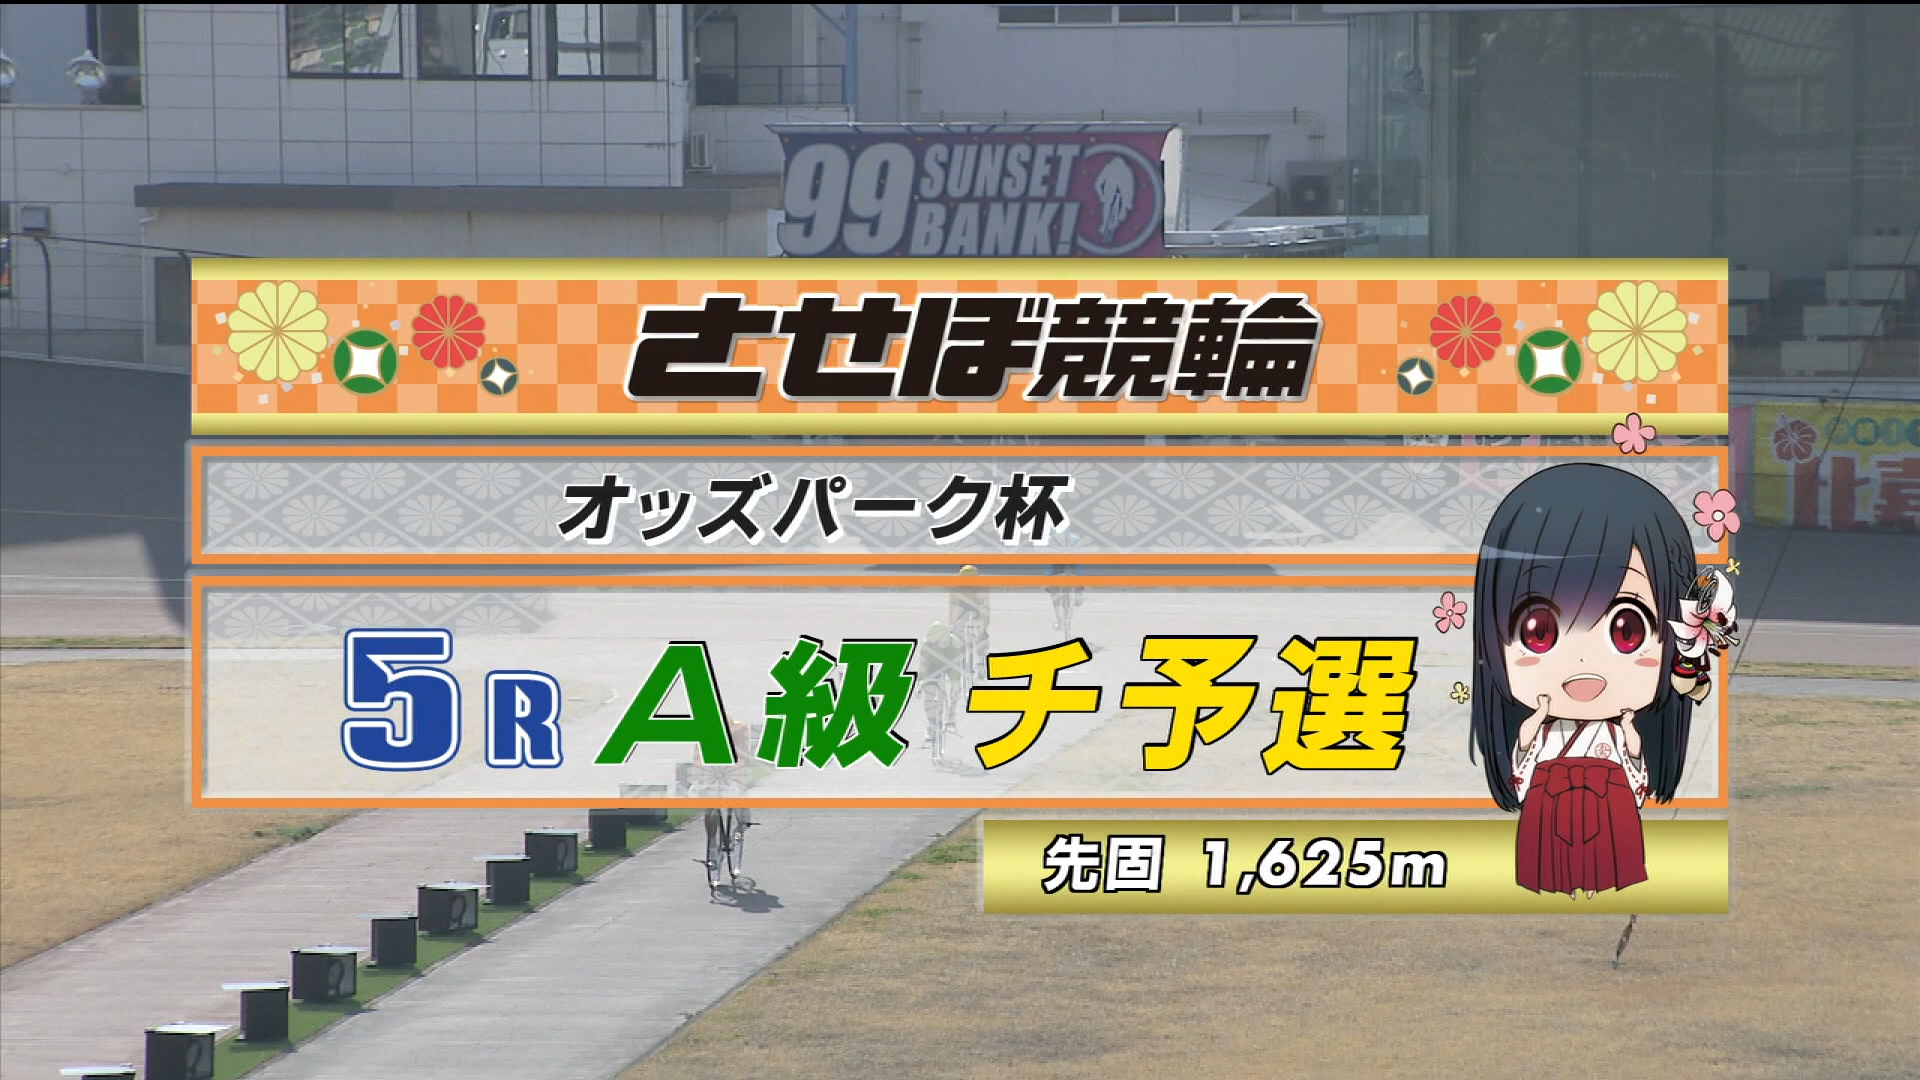 99 SUNSET
BANK!
させぼ競輪
オッズパーク杯
5R A級 チ予選
先固 1,625m